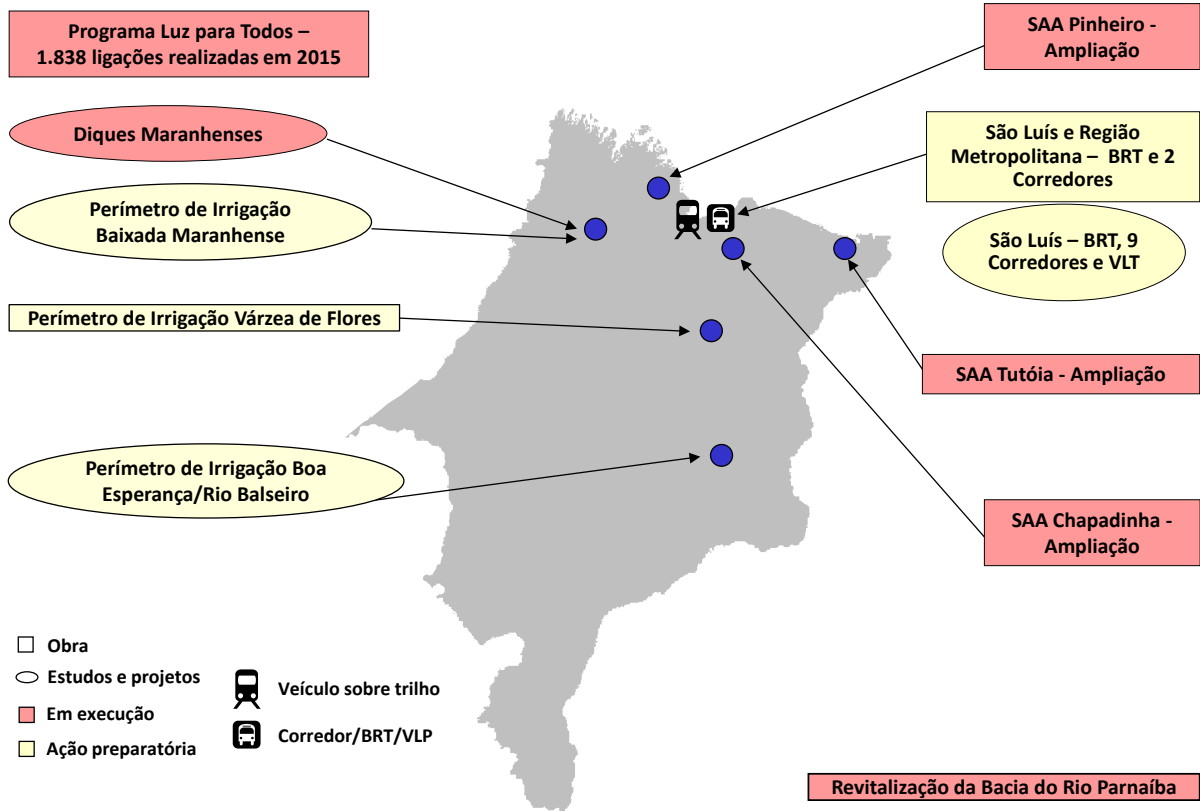 Programa Luz para Todos –
1.838 ligações realizadas em 2015
SAA Pinheiro -
Ampliação
Diques Maranhenses
São Luís e Região
Metropolitana – BRT e 2
Corredores
Perímetro de Irrigação
Baixada Maranhense
São Luís – BRT, 9
Corredores e VLT
Perímetro de Irrigação Várzea de Flores
SAA Tutóia - Ampliação
Perímetro de Irrigação Boa
Esperança/Rio Balseiro
SAA Chapadinha -
Ampliação
Obra
Estudos e projetos
Em execução
Ação preparatória
Veículo sobre trilho
Corredor/BRT/VLP
Revitalização da Bacia do Rio Parnaíba